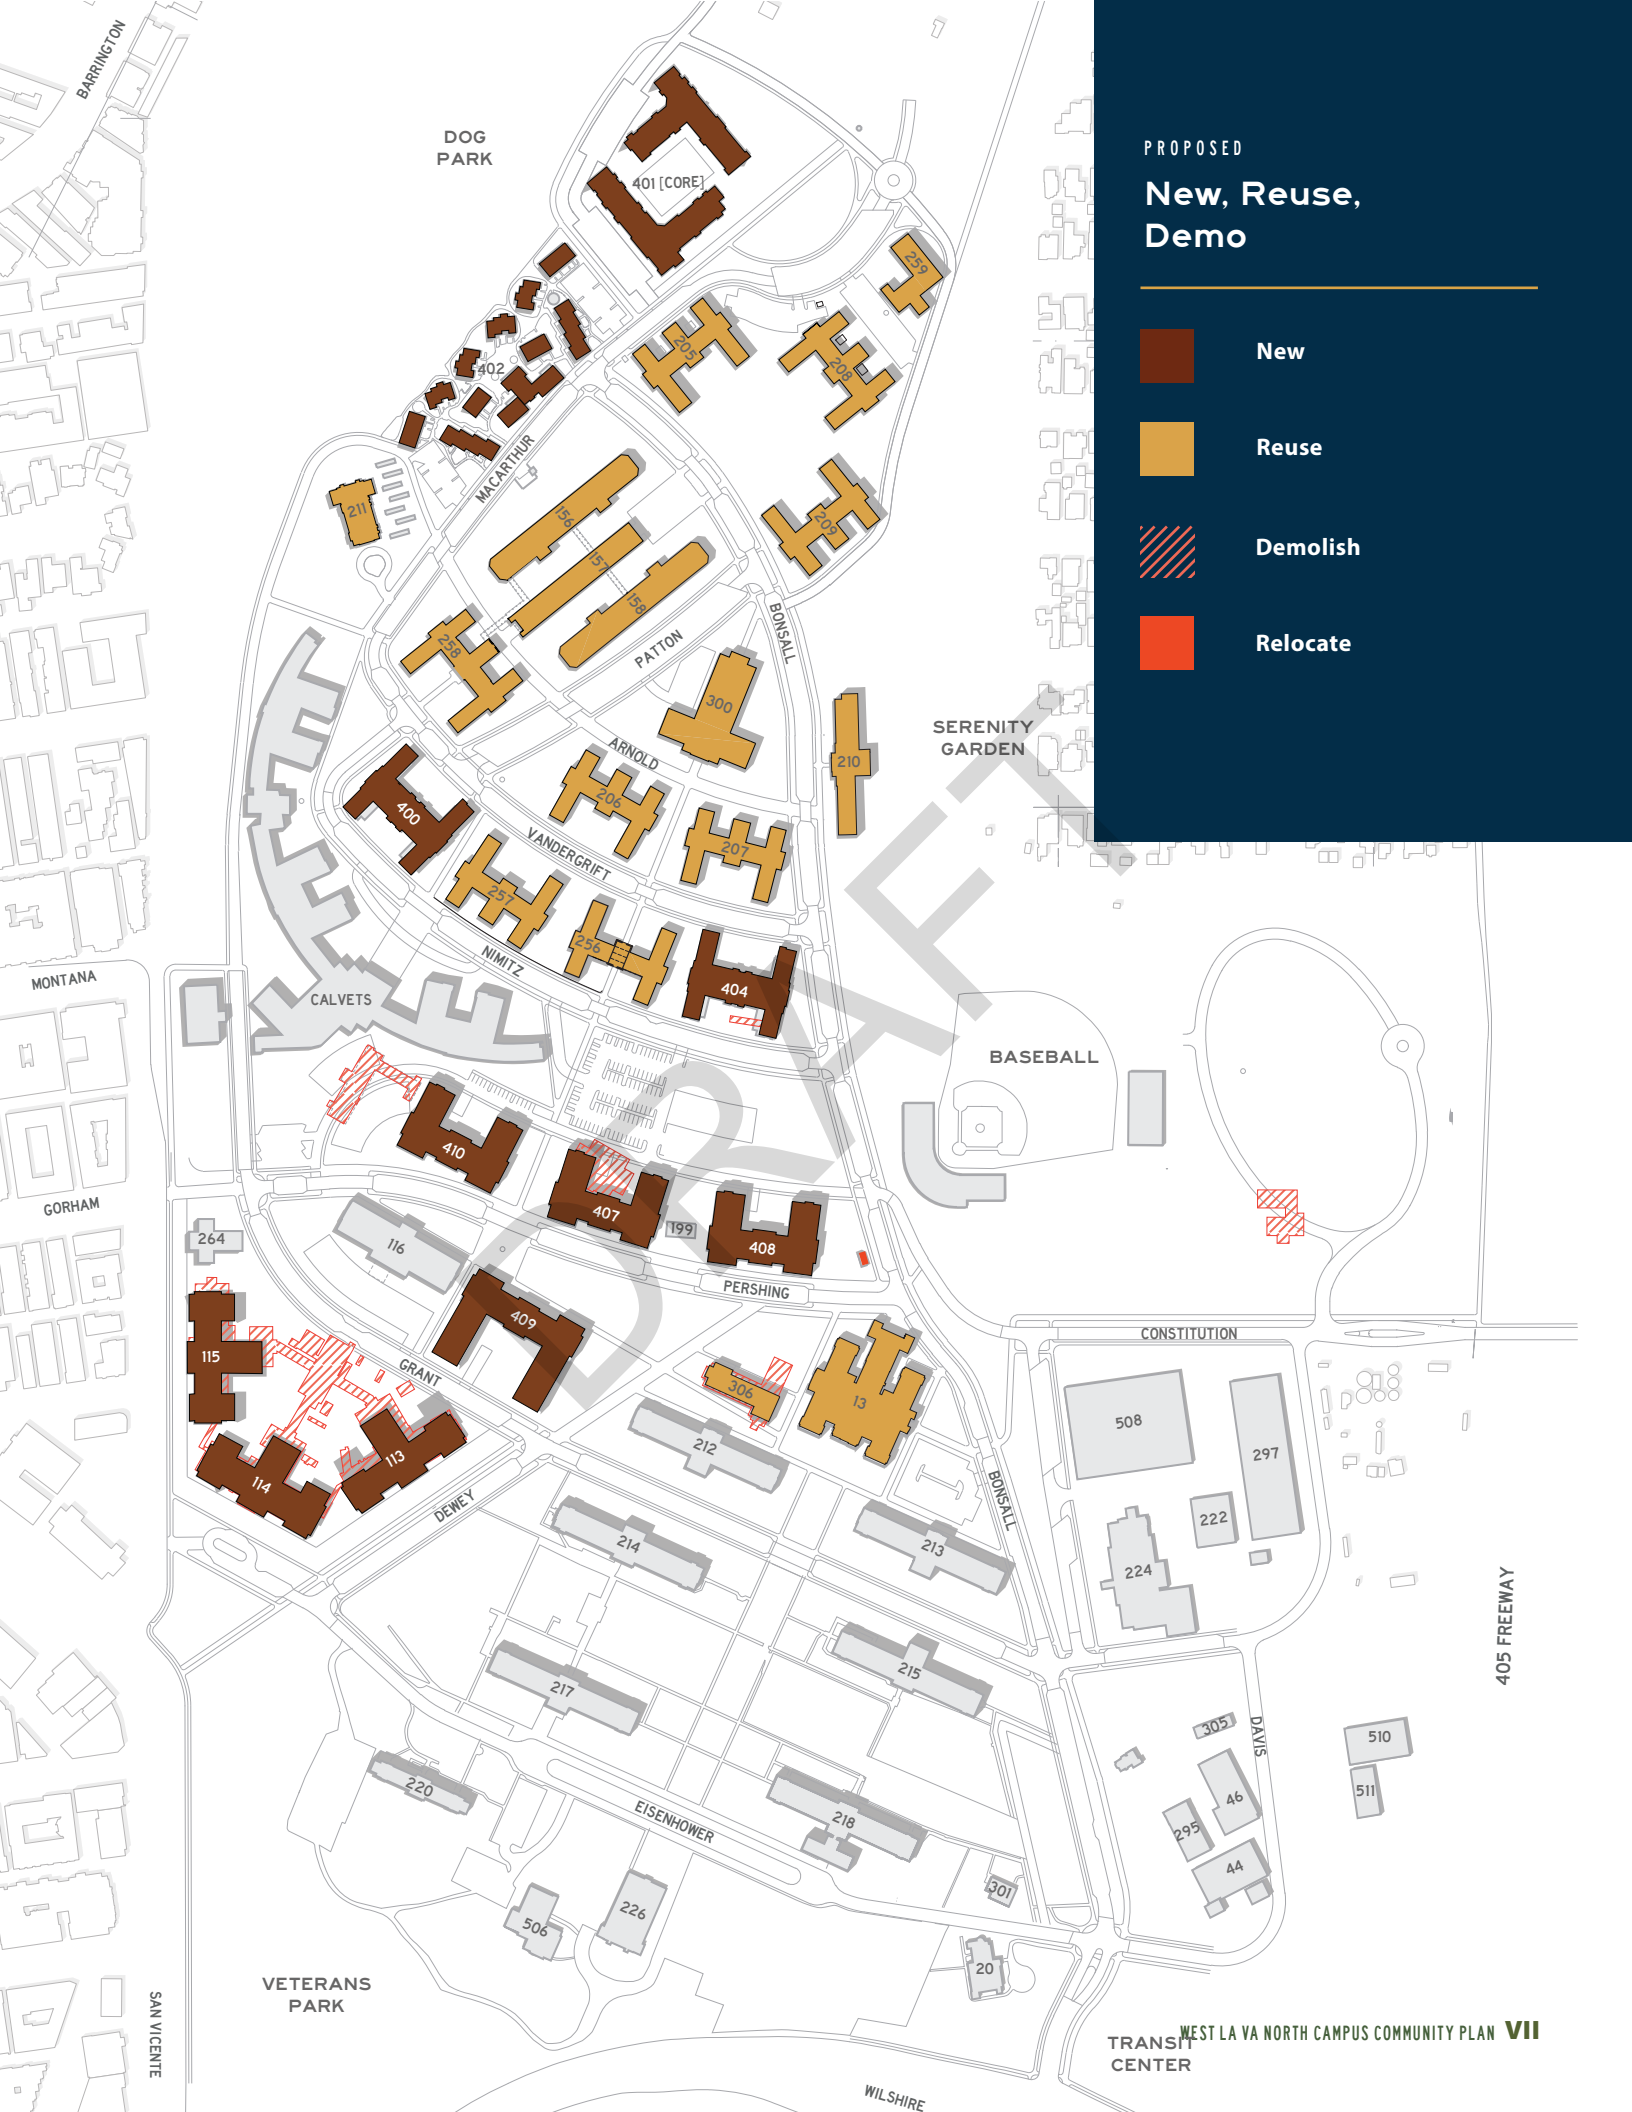 BARRINGTON
DOG
PARK
401 [CORE]
PROPOSED
New, Reuse,
Demo
New
Reuse
Demolish
Relocate
259
205
208
402
MACARTHUR
211
156
157
158
209
258
PATTON
BONSALL
300
SERENITY
GARDEN
210
ARNOLD
206
400
VANDERGRIFT
207
257
256
NIMITZ
404
MONTANA
CALVETS
BASEBALL
DRAFT
410
407
199
408
GORHAM
264
116
PERSHING
409
CONSTITUTION
115
GRANT
306
13
508
297
212
113
114
DEWEY
BONSALL
222
214
213
224
405 FREEWAY
215
217
305
DAVIS
510
511
220
218
46
295
EISENHOWER
44
301
506
226
20
VETERANS
PARK
SAN VICENTE
WEST LA VA NORTH CAMPUS COMMUNITY PLAN VII
TRANSIT
CENTER
WILSHIRE